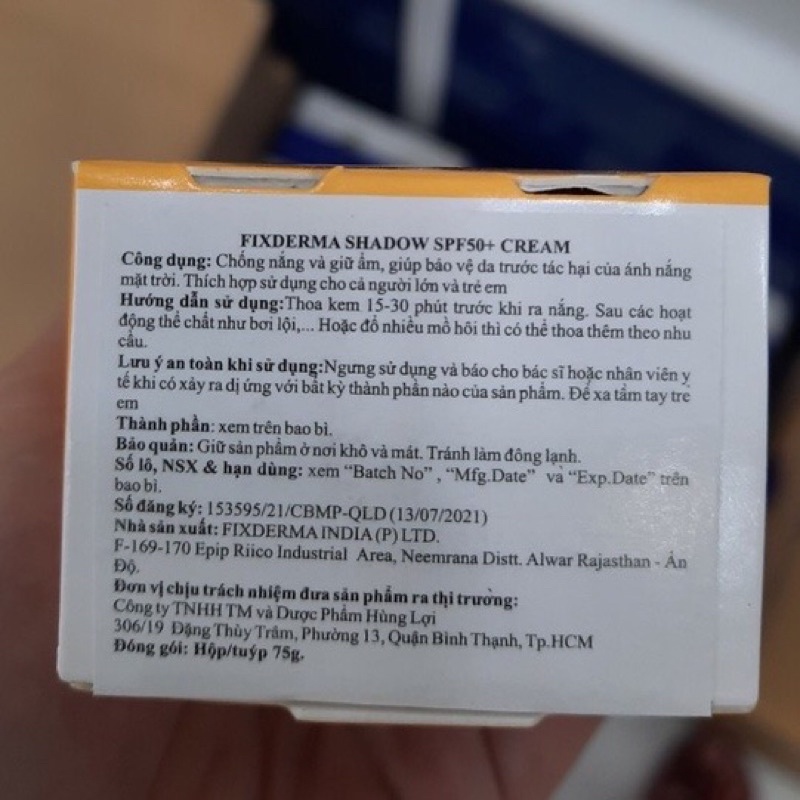 FIXDERMA SHADOW SPF50+ CREAM
Công dụng: Chống nắng và giữ ẩm, giúp bảo vệ da trước tác hại của ánh nắng
mặt trời. Thích hợp sử dụng cho cả người lớn và trẻ em
Hướng dẫn sử dụng:Thoa kem 15-30 phút trước khi ra nắng. Sau các hoạt
động thể chất như bơi lội,... Hoặc đổ nhiều mồ hôi thì có thể thoa thêm theo nhu
cầu.
Lưu ý an toàn khi sử dụng:Ngưng sử dụng và báo cho bác sĩ hoặc nhân viên y
tế khi có xảy ra dị ứng với bất kỳ thành phần nào của sản phẩm. Để xa tầm tay trẻ
em
Thành phần: xem trên bao bì.
Bảo quản: Giữ sản phẩm ở nơi khô và mát. Tránh làm đông lạnh.
Số lô, NSX & hạn dùng: xem “Batch No” , “Mfg.Date” và “Exp.Date” trên
bao bì.
Số đăng ký: 153595/21/CBMP-QLD (13/07/2021)
Nhà sản xuất: FIXDERMA INDIA (P) LTD.
F-169-170 Epip Riico Industrial Area, Neemrana Distt. Alwar Rajasthan - Ấn
Độ.
Đơn vị chịu trách nhiệm đưa sản phẩm ra thị trường:
Công ty TNHH TM và Dược Phẩm Hùng Lợi
306/19 Đặng Thùy Trâm, Phường 13, Quận Bình Thạnh, Tp.HCM
Đóng gói: Hộp/tuýp 75g.